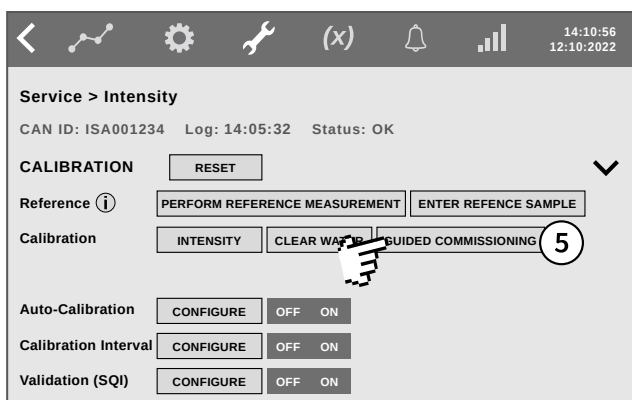 (x)
14:10:56
12:10:2022
Service > Intensity
CAN ID: ISA001234 Log: 14:05:32 Status: OK
CALIBRATION RESET
Reference i PERFORM REFERENCE MEASUREMENT ENTER REFENCE SAMPLE
Calibration INTENSITY CLEAR WATER GUIDED COMMISSIONING 5
Auto-Calibration CONFIGURE OFF ON
Calibration Interval CONFIGURE OFF ON
Validation (SQI) CONFIGURE OFF ON